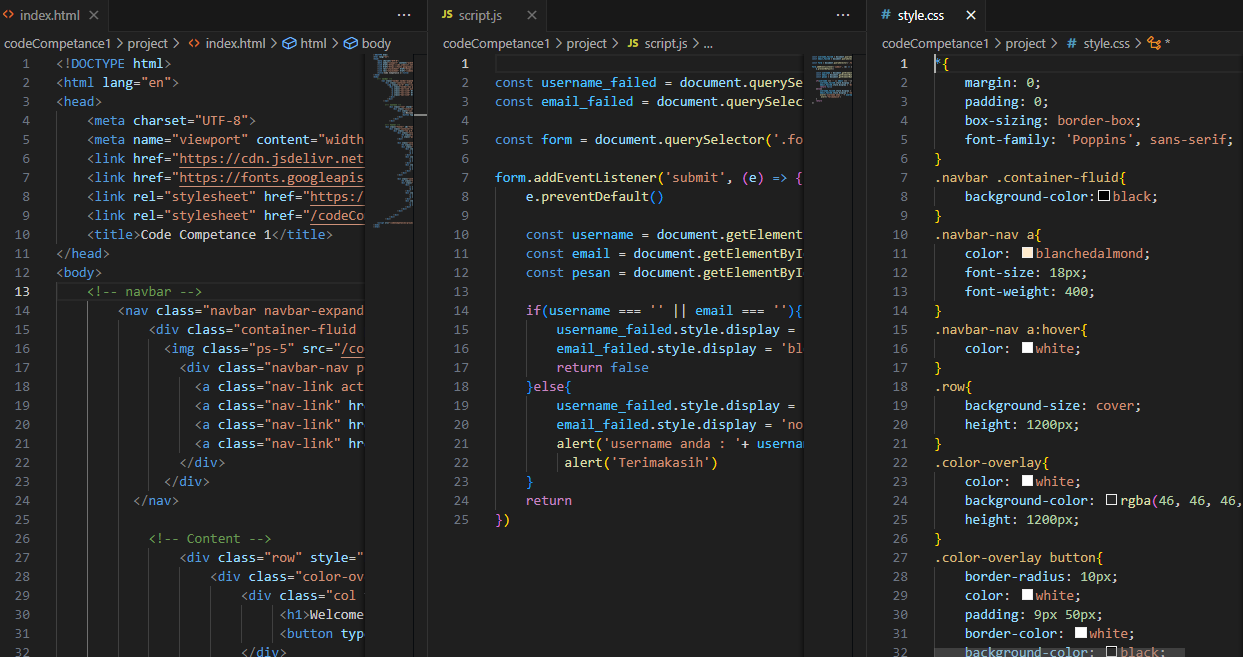 index.html
codeCompetance1 > project > index.html > html > body
1 <!DOCTYPE html>
2 <html lang="en">
3 <head>
4 <meta charset="UTF-8">
5 <meta name="viewport" content="width
6 <link href="https://cdn.jsdelivr.net
7 <link href="https://fonts.googleapis
8 <link rel="stylesheet" href="https:/
9 <link rel="stylesheet" href="/codeCo
10 <title>Code Competance 1</title>
11 </head>
12 <body>
13 <!-- navbar -->
14 <nav class="navbar navbar-expand
15 <div class="container-fluid
16 <img class="ps-5" src="/co
17 <div class="navbar-nav p
18 <a class="nav-link act
19 <a class="nav-link" hr
20 <a class="nav-link" hr
21 <a class="nav-link" hr
22 </div>
23 </div>
24 </nav>
25
26 <!-- Content -->
27 <div class="row" style="
28 <div class="color-ov
29 <div class="col
30 <h1>Welcome
31 <button typ
32 </div>
JS script.js
codeCompetance1 > project > JS script.js > ...
1
2 const username_failed = document.querySe
3 const email_failed = document.querySelec
4
5 const form = document.querySelector('.fo
6
7 form.addEventListener('submit', (e) => {
8 e.preventDefault()
9
10 const username = document.getElement
11 const email = document.getElementByI
12 const pesan = document.getElementByI
13
14 if(username === '' || email === ''){
15 username_failed.style.display =
16 email_failed.style.display = 'bl
17 return false
18 }else{
19 username_failed.style.display =
20 email_failed.style.display = 'no
21 alert('username anda : '+ userna
22 alert('Terimakasih')
23 }
24 return
25 })
# style.css
codeCompetance1 > project > # style.css > *
1 *{
2 margin: 0;
3 padding: 0;
4 box-sizing: border-box;
5 font-family: 'Poppins', sans-serif;
6 }
7 .navbar .container-fluid{
8 background-color: black;
9 }
10 .navbar-nav a{
11 color: blanchedalmond;
12 font-size: 18px;
13 font-weight: 400;
14 }
15 .navbar-nav a:hover{
16 color: white;
17 }
18 .row{
19 background-size: cover;
20 height: 1200px;
21 }
22 .color-overlay{
23 color: white;
24 background-color: rgba(46, 46, 46,
25 height: 1200px;
26 }
27 .color-overlay button{
28 border-radius: 10px;
29 color: white;
30 padding: 9px 50px;
31 border-color: white;
32 background-color: black;